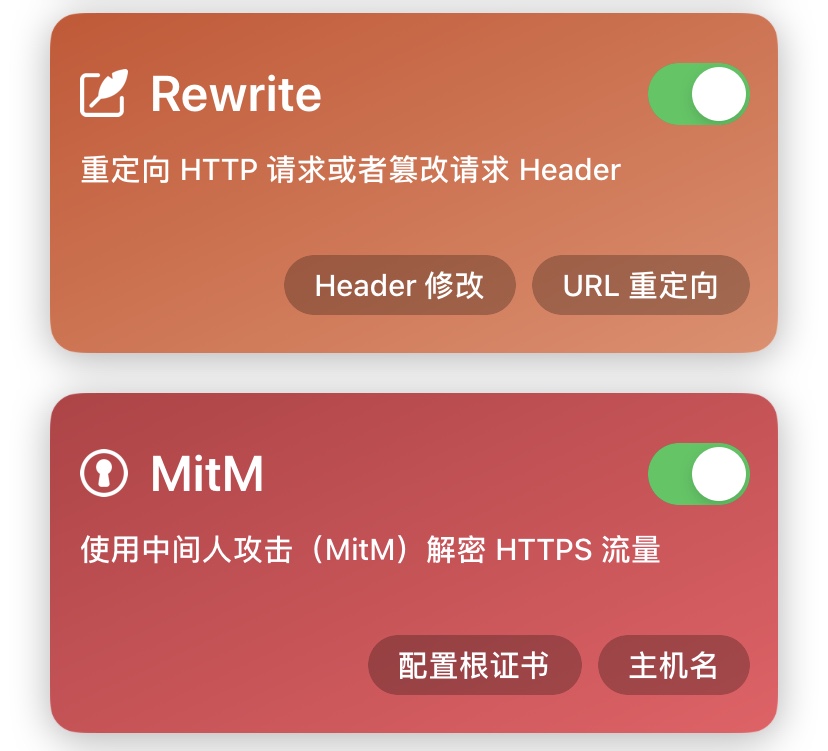 Rewrite
重定向 HTTP 请求或者篡改请求 Header
Header 修改
URL 重定向
MitM
使用中间人攻击（MitM）解密 HTTPS 流量
配置根证书
主机名